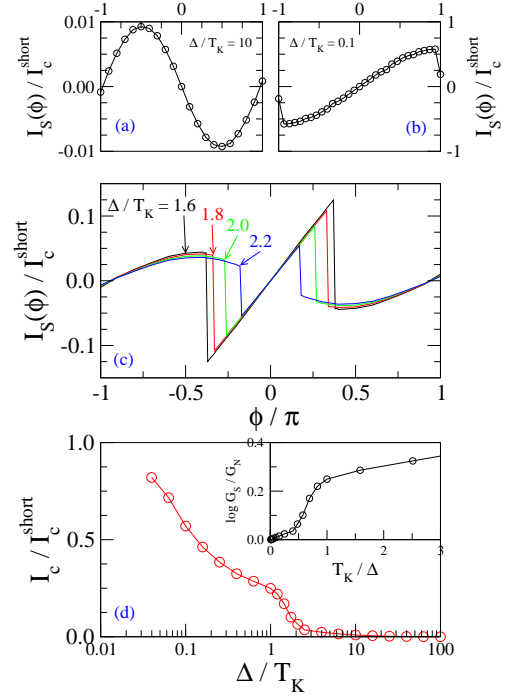 -1 0 1 -1 0 1
I_S(ϕ) / I_c^short
0.01
0.00
-0.01
Δ / T_K = 10
(a)
Δ / T_K = 0.1
(b)
1
0
-1
I_S(ϕ) / I_c^short
I_S(ϕ) / I_c^short
0.1
0.0
-0.1
Δ / T_K = 1.6
1.8
2.0
2.2
(c)
-1 -0.5 0 0.5 1
ϕ / π
I_c / I_c^short
1.0
0.5
0.0
(d)
log G_S / G_N
0.4
0.2
0.0
0 1 2 3
T_K / Δ
0.01 0.1 1 10 100
Δ / T_K